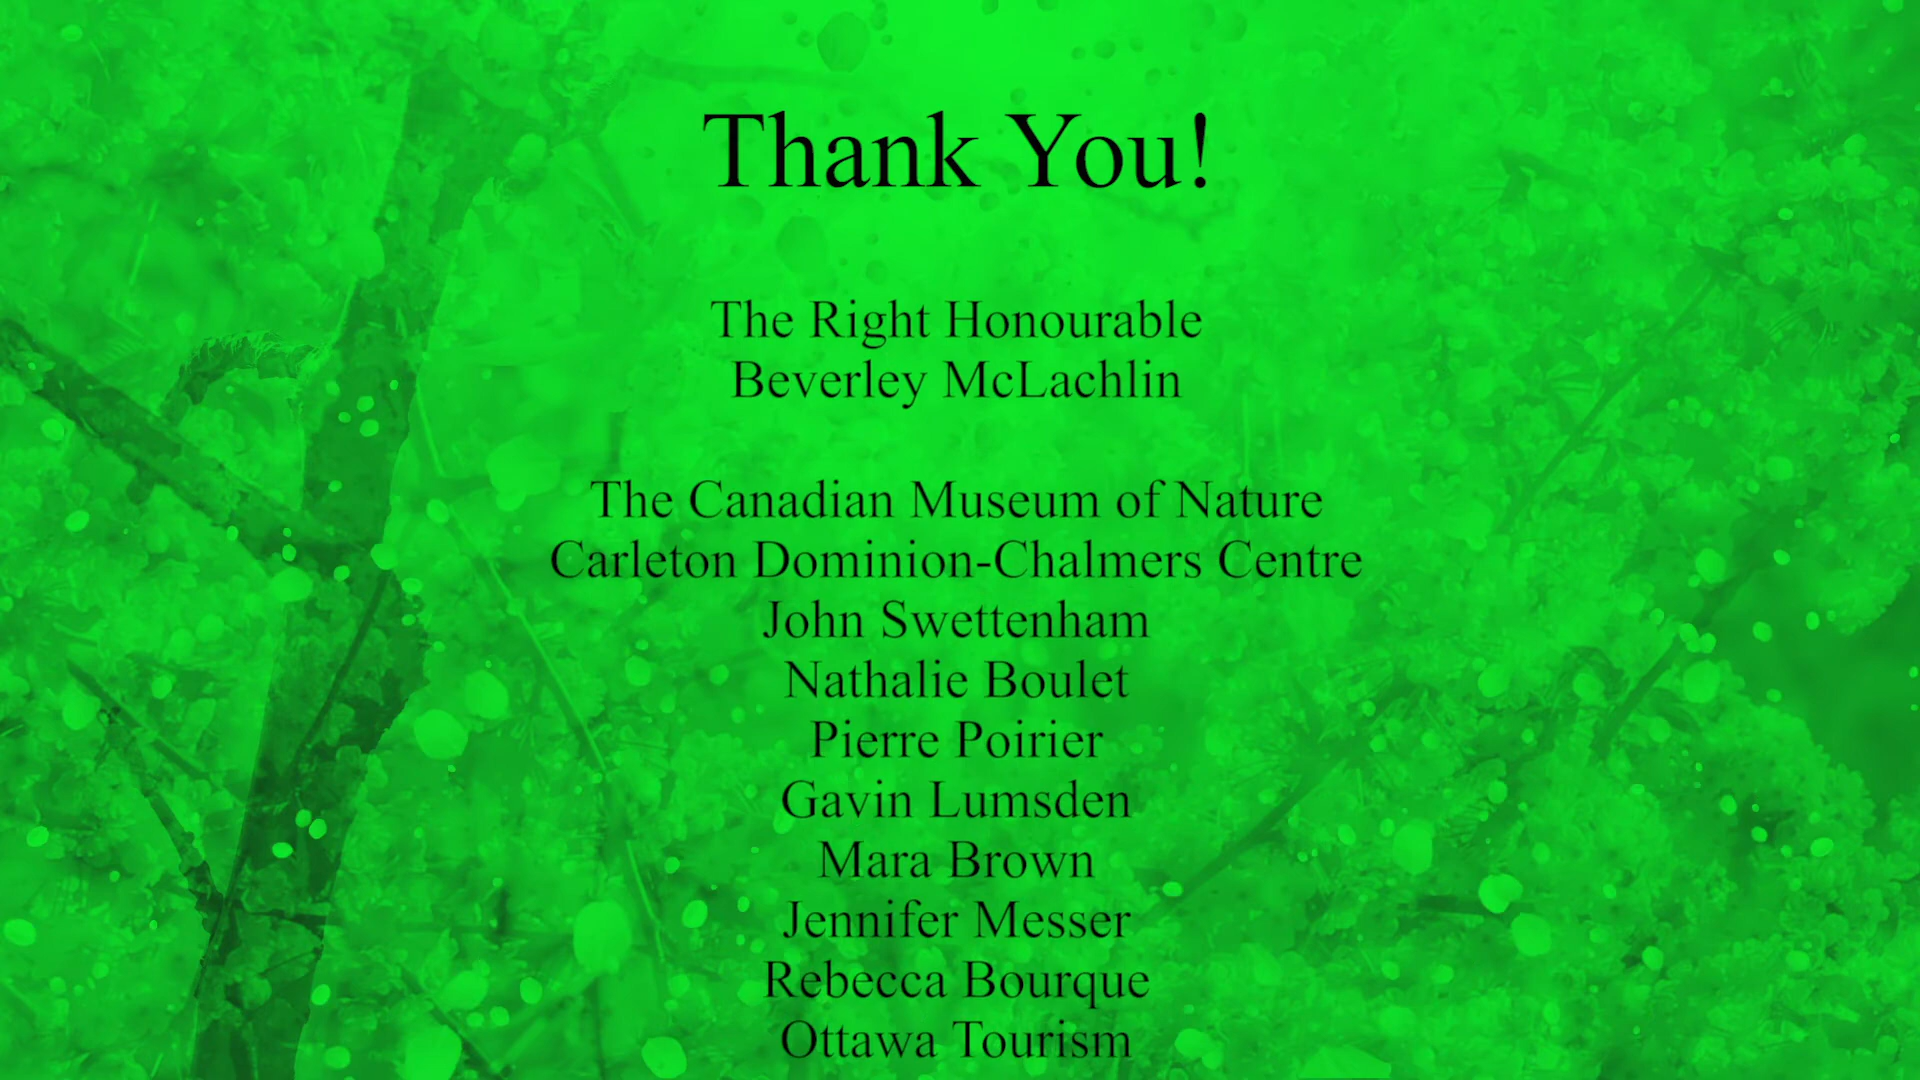 Thank You!
The Right Honourable
Beverley McLachlin
The Canadian Museum of Nature
Carleton Dominion-Chalmers Centre
John Swettenham
Nathalie Boulet
Pierre Poirier
Gavin Lumsden
Mara Brown
Jennifer Messer
Rebecca Bourque
Ottawa Tourism